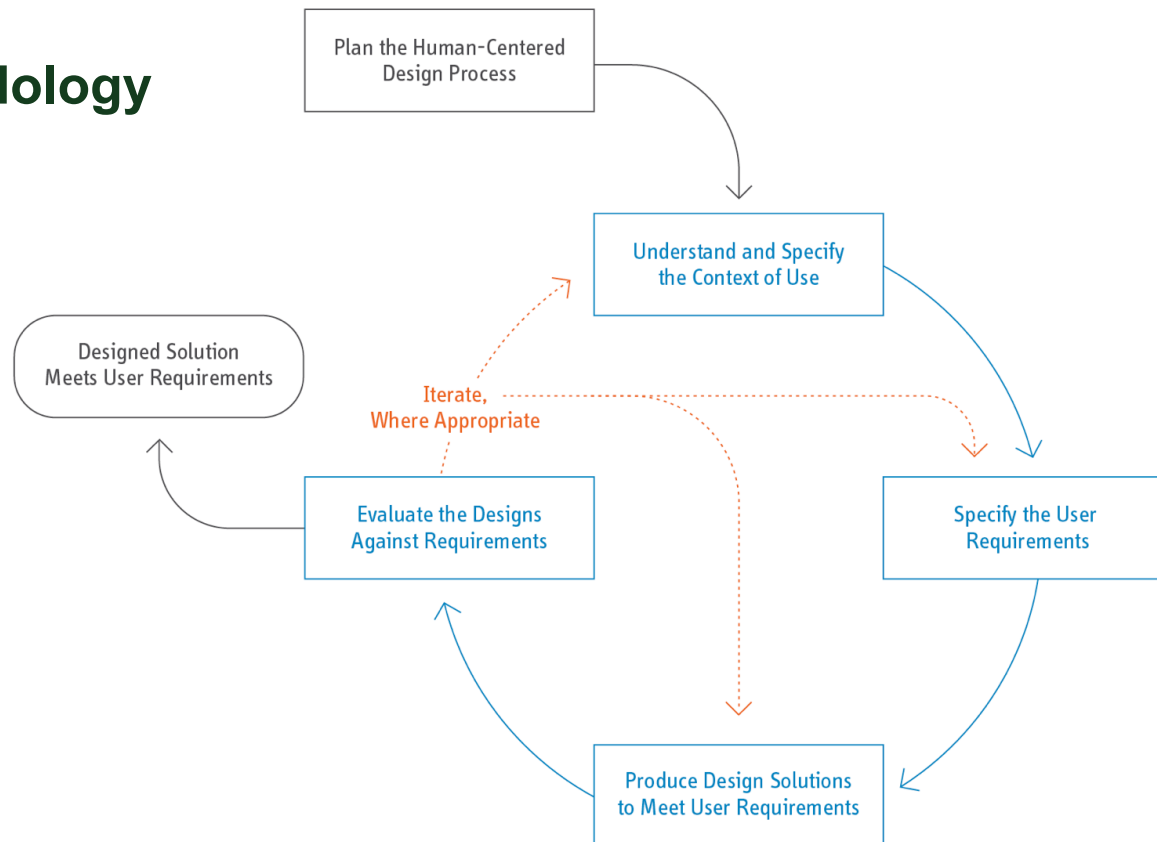 dology
Plan the Human-Centered
Design Process
Understand and Specify
the Context of Use
Designed Solution
Meets User Requirements
Iterate,
Where Appropriate
Evaluate the Designs
Against Requirements
Specify the User
Requirements
Produce Design Solutions
to Meet User Requirements